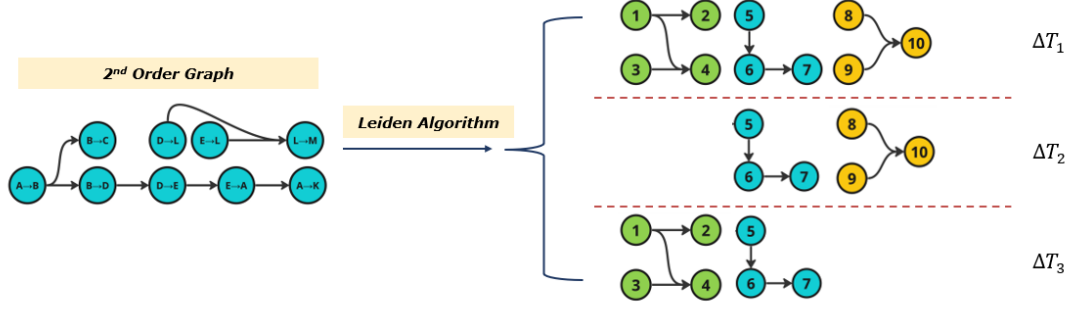 2nd Order Graph
B→C
D→L
E→L
L→M
A→B
B→D
D→E
E→A
A→K
Leiden Algorithm
1
2
5
8
10
3
4
6
7
9
ΔT1
5
8
10
6
7
9
ΔT2
1
2
5
3
4
6
7
ΔT3